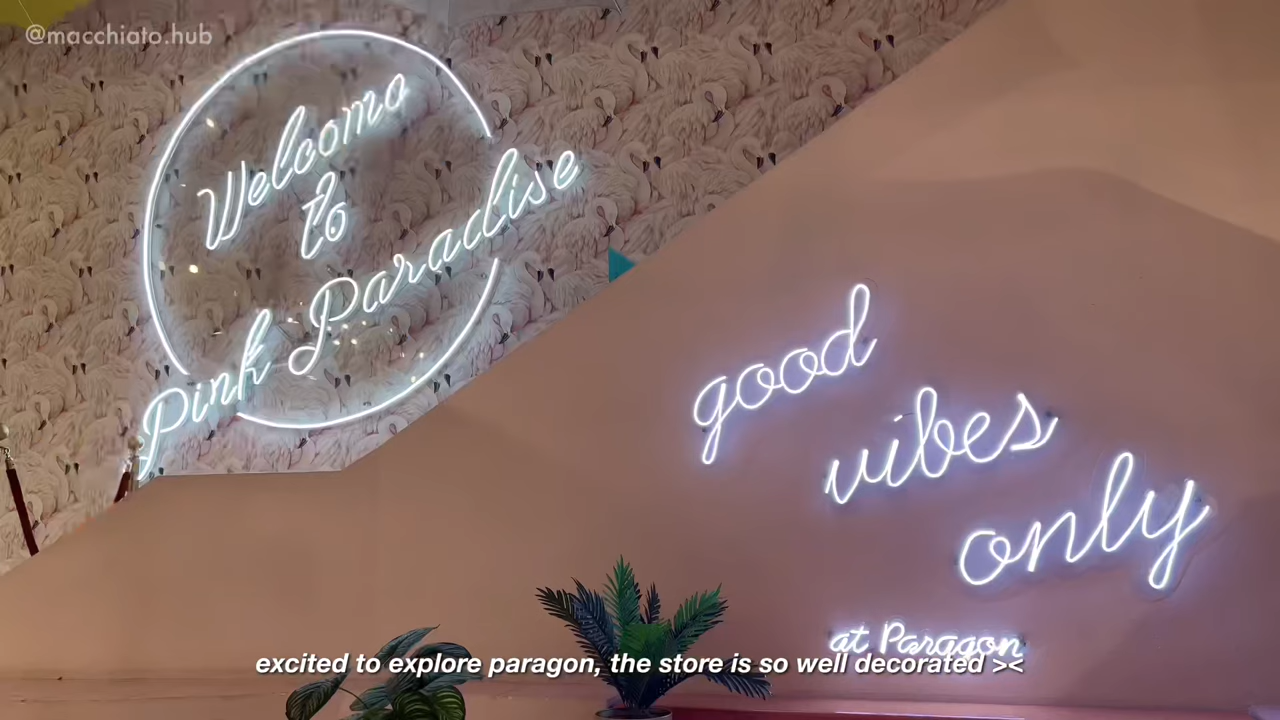 @macchiato.hub
Welcome
to
Pink Paradise
good
vibes
only
at Paragon
excited to explore paragon, the store is so well decorated ><